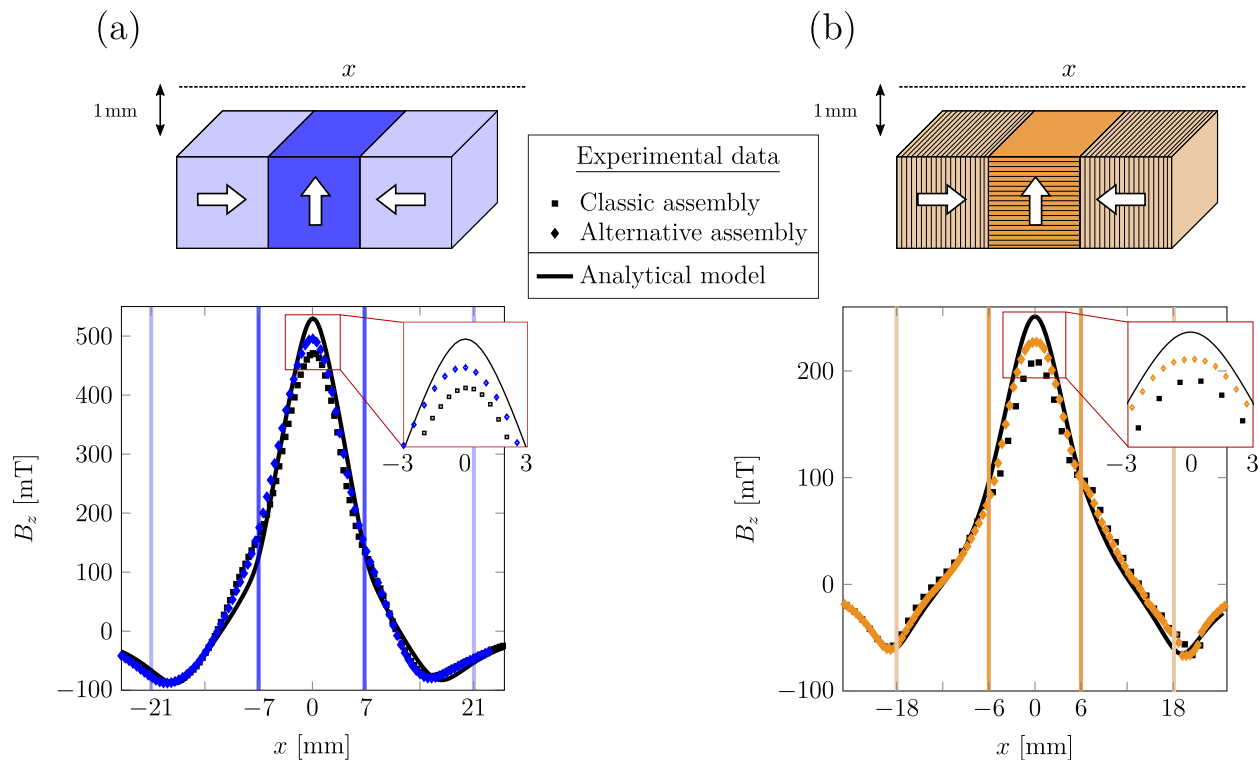 (a)
x
1 mm
(b)
x
1 mm
Experimental data
Classic assembly
Alternative assembly
Analytical model
500
400
300
200
100
0
−100
−21
−7
0
7
21
B_z [mT]
x [mm]
−3
0
3
200
100
0
−100
−18
−6
0
6
18
B_z [mT]
x [mm]
−3
0
3